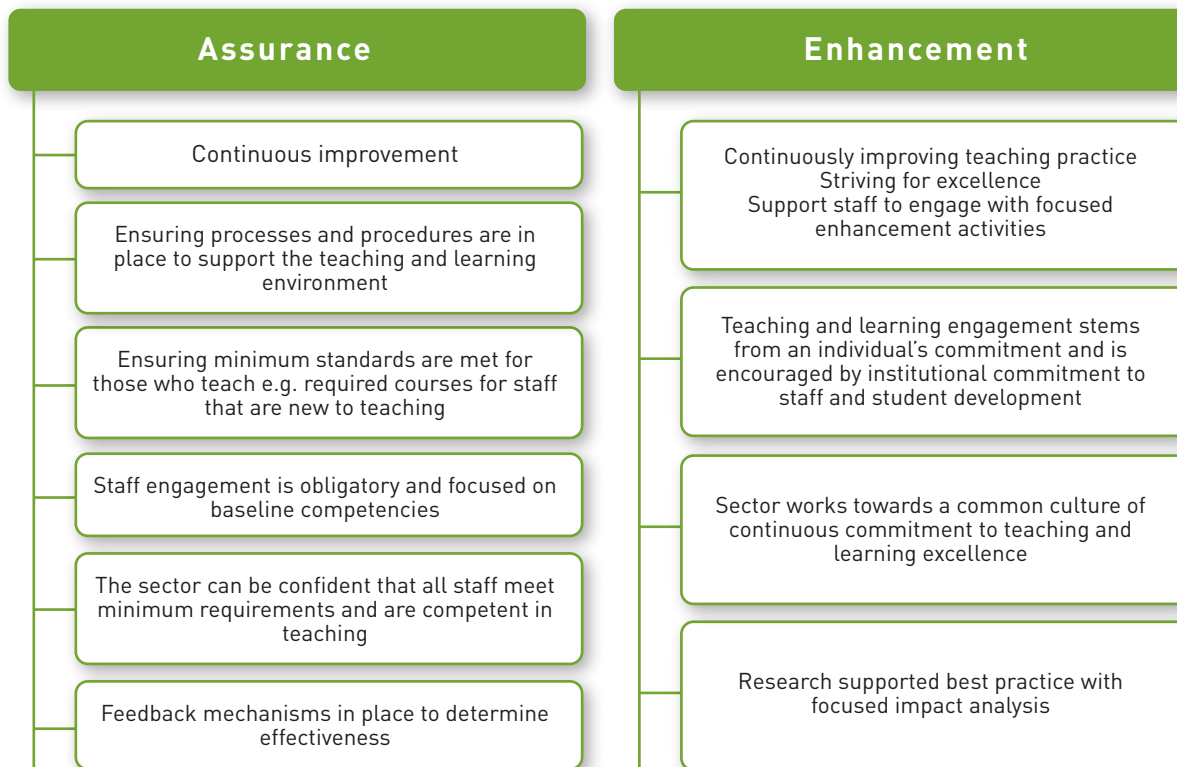 Assurance
Continuous improvement
Ensuring processes and procedures are in
place to support the teaching and learning
environment
Ensuring minimum standards are met for
those who teach e.g. required courses for staff
that are new to teaching
Staff engagement is obligatory and focused on
baseline competencies
The sector can be confident that all staff meet
minimum requirements and are competent in
teaching
Feedback mechanisms in place to determine
effectiveness
Enhancement
Continuously improving teaching practice
Striving for excellence
Support staff to engage with focused
enhancement activities
Teaching and learning engagement stems
from an individual’s commitment and is
encouraged by institutional commitment to
staff and student development
Sector works towards a common culture of
continuous commitment to teaching and
learning excellence
Research supported best practice with
focused impact analysis